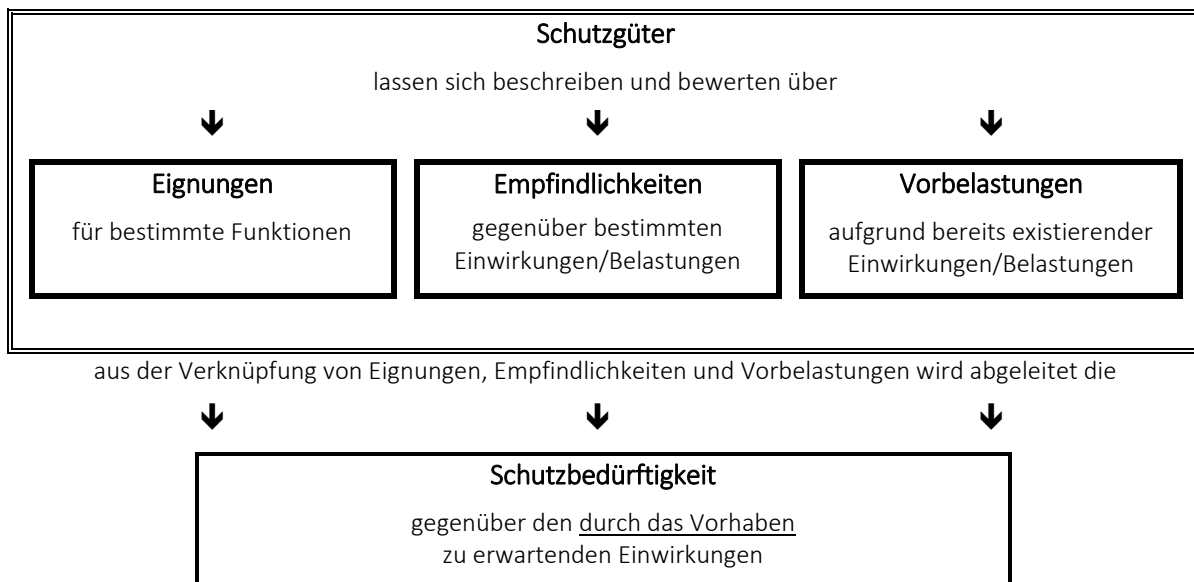 Schutzgüter
lassen sich beschreiben und bewerten über
Eignungen
für bestimmte Funktionen
Empfindlichkeiten
gegenüber bestimmten
Einwirkungen/Belastungen
Vorbelastungen
aufgrund bereits existierender
Einwirkungen/Belastungen
aus der Verknüpfung von Eignungen, Empfindlichkeiten und Vorbelastungen wird abgeleitet die
Schutzbedürftigkeit
gegenüber den durch das Vorhaben
zu erwartenden Einwirkungen